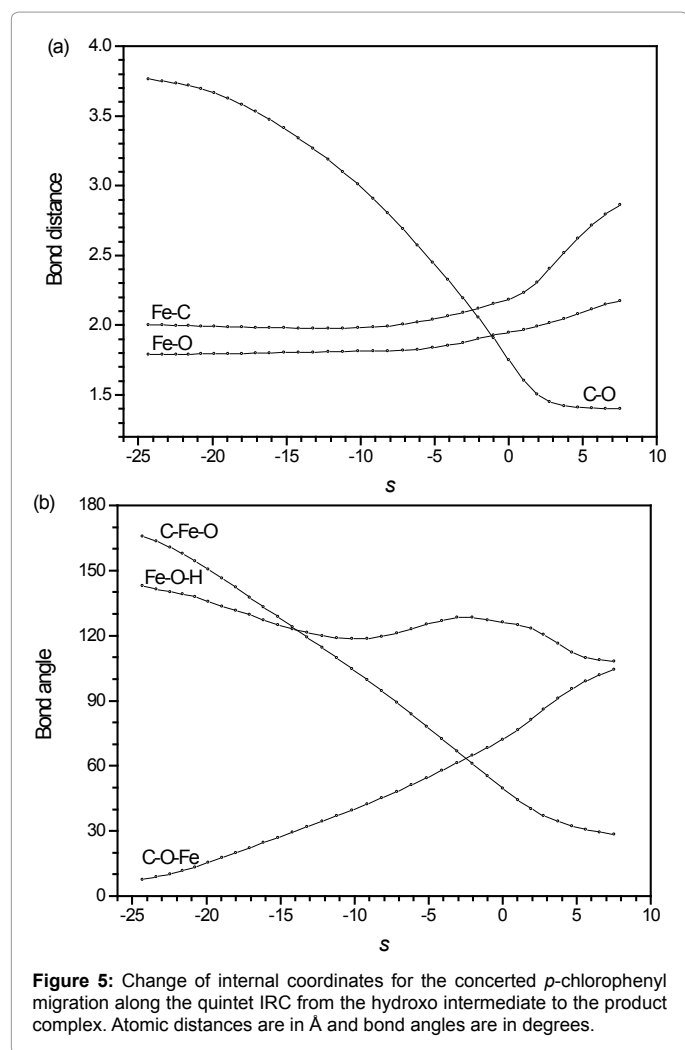 (a)
4.0
3.5
3.0
2.5
2.0
1.5
Bond distance
Fe-C
Fe-O
C-O
-25 -20 -15 -10 -5 0 5 10
s
(b)
180
150
120
90
60
30
0
Bond angle
C-Fe-O
Fe-O-H
C-O-Fe
-25 -20 -15 -10 -5 0 5 10
s
Figure 5: Change of internal coordinates for the concerted p-chlorophenyl
migration along the quintet IRC from the hydroxo intermediate to the product
complex. Atomic distances are in Å and bond angles are in degrees.